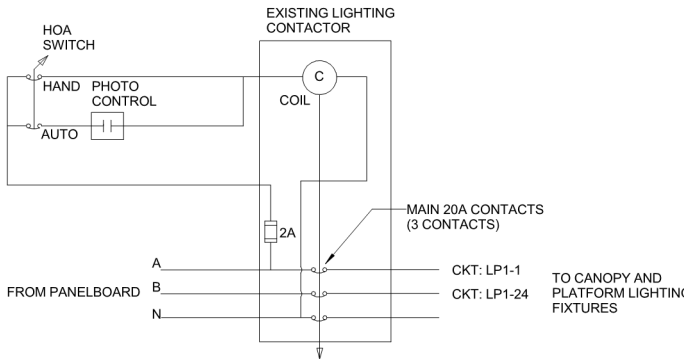 EXISTING LIGHTING
CONTACTOR
HOA
SWITCH
C
HAND
PHOTO
CONTROL
COIL
AUTO
MAIN 20A CONTACTS
(3 CONTACTS)
2A
A
CKT: LP1-1
FROM PANELBOARD
B
CKT: LP1-24
TO CANOPY AND
PLATFORM LIGHTING
FIXTURES
N